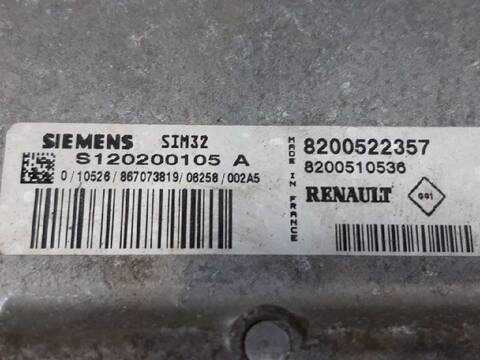 SIEMENS SIM32
S120200105 A
0/10526/867073819/06258/002A5
MADE IN FRANCE
8200522357
8200510536
RENAULT